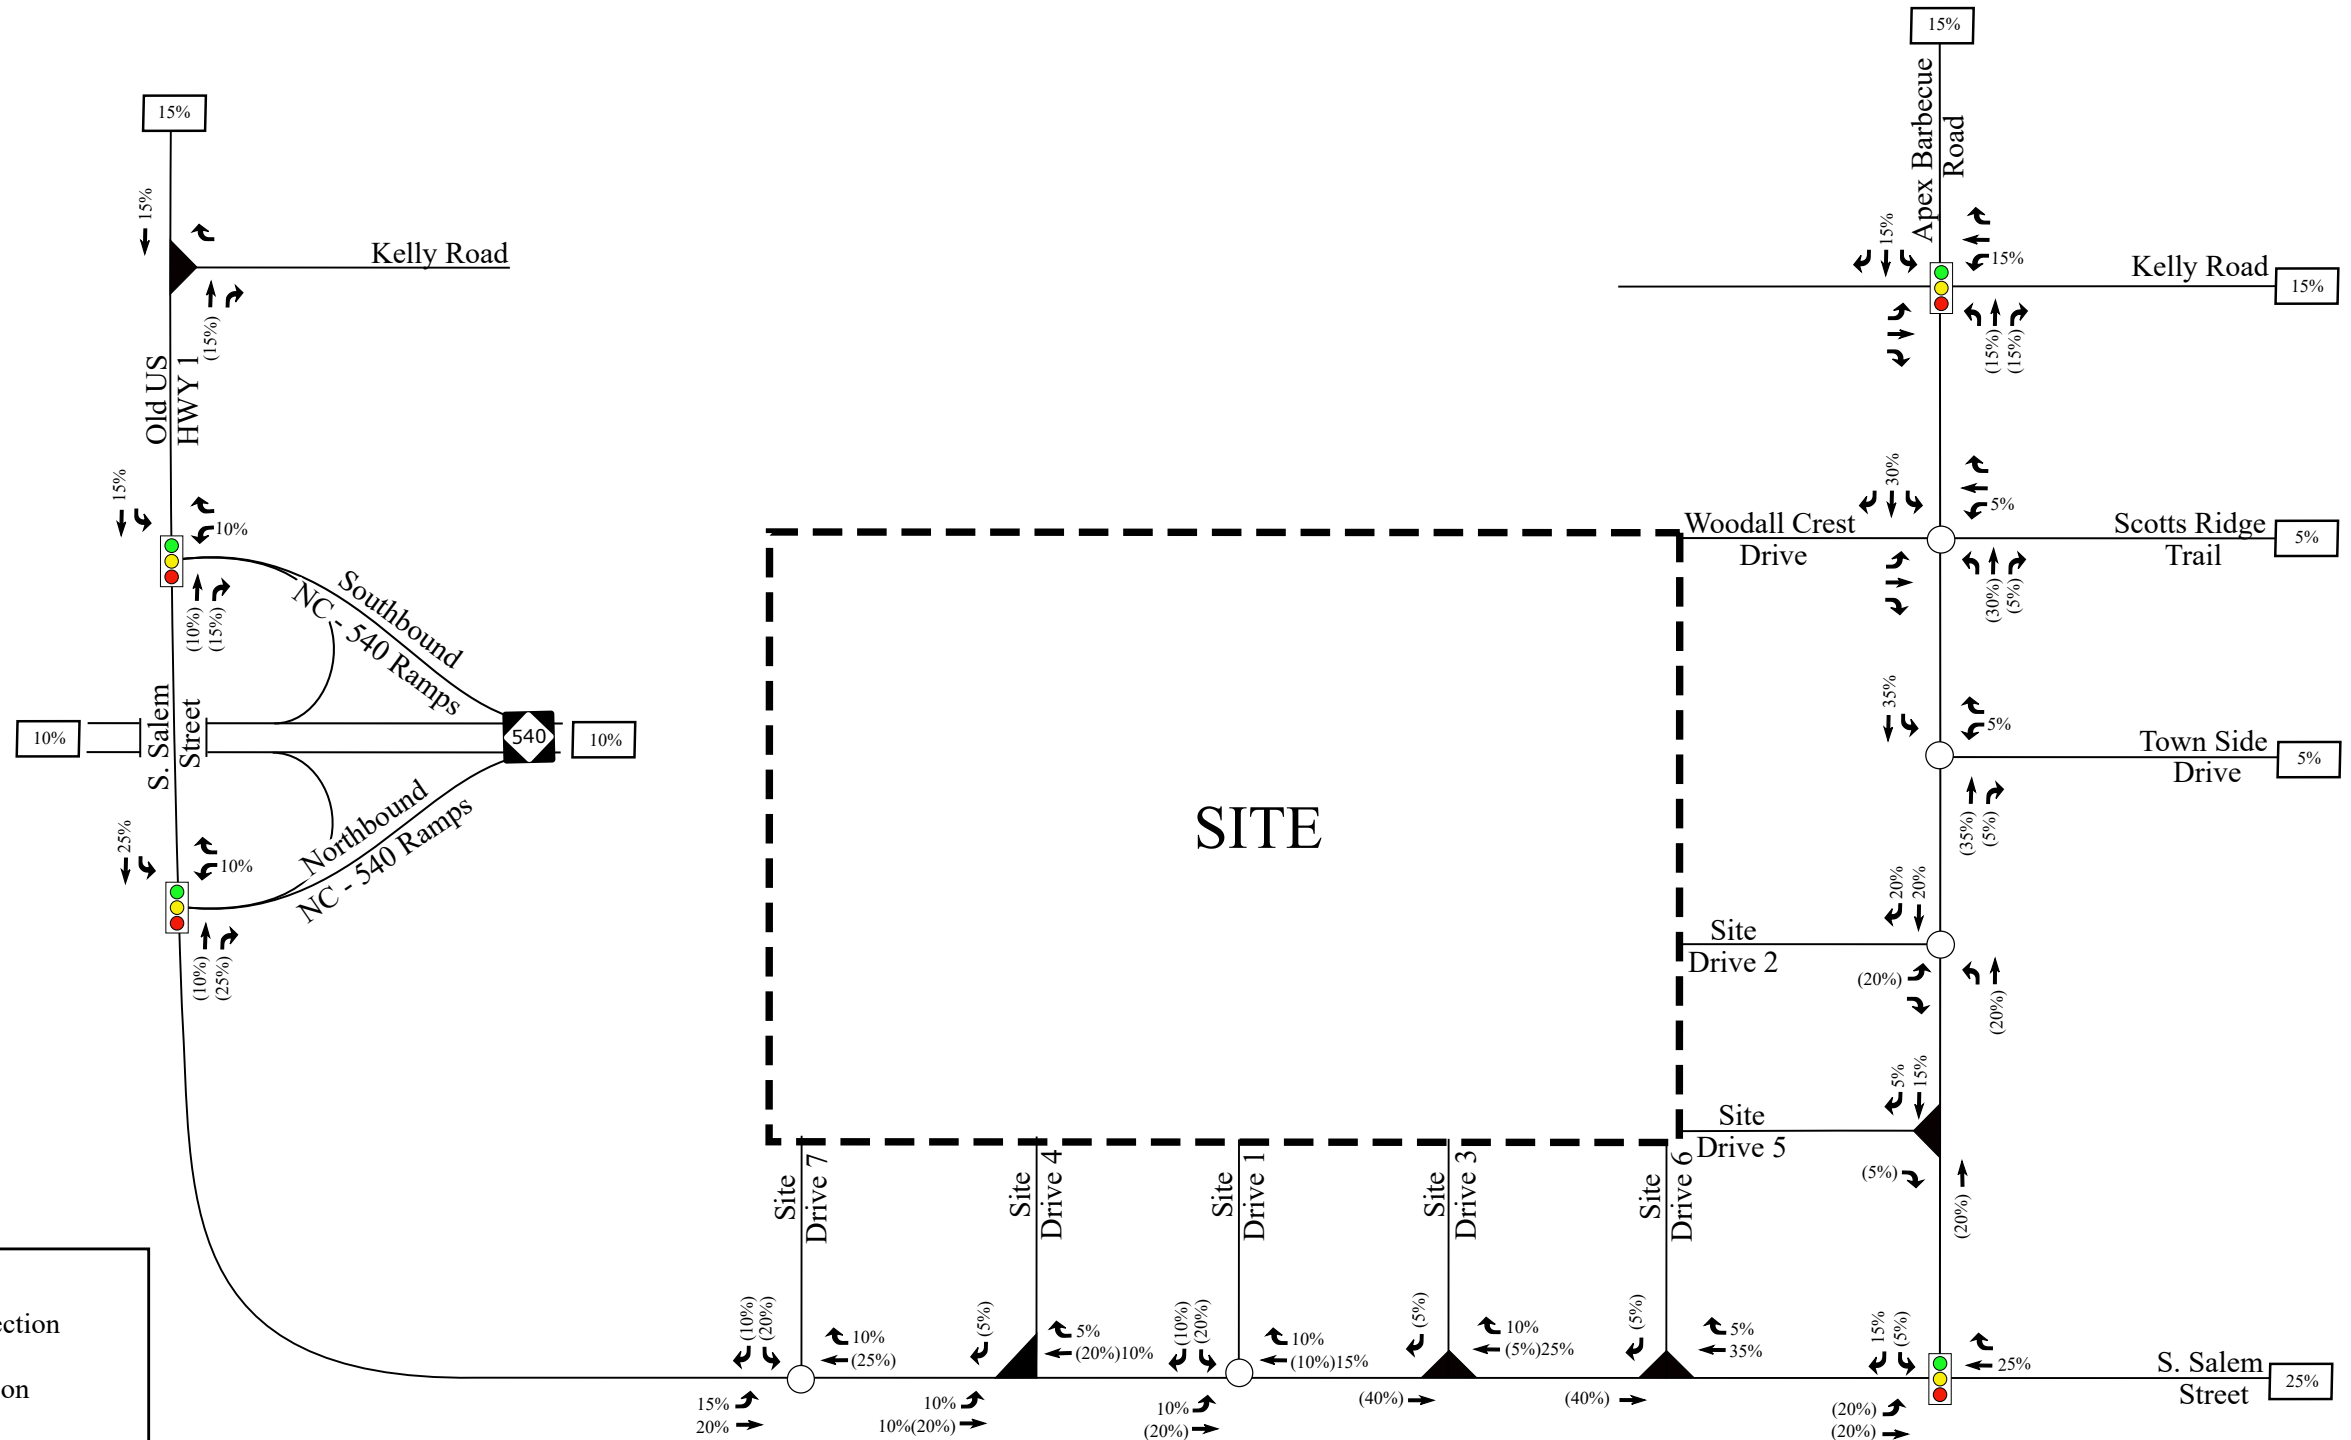 15%
15%
15%
Kelly Road
(15%)
Old US
HWY 1
15%
10%
(10%)
(15%)
Southbound
NC - 540 Ramps
S. Salem
Street
10%
540
10%
Northbound
NC - 540 Ramps
25%
10%
(10%)
(25%)
SITE
Apex Barbecue
Road
15%
15%
Kelly Road
15%
(15%)
(15%)
30%
5%
Woodall Crest
Drive
Scotts Ridge
Trail
5%
(30%)
(5%)
35%
5%
Town Side
Drive
5%
(35%)
(5%)
20%
20%
Site
Drive 2
(20%)
(20%)
5%
15%
Site
Drive 5
(5%)
(20%)
Site
Drive 7
(10%)
(20%)
10%
(25%)
15%
20%
Site
Drive 4
(5%)
5%
(20%)10%
10%
10%(20%)
Site
Drive 1
(10%)
(20%)
10%
(10%)15%
10%
(20%)
Site
Drive 3
(5%)
10%
(5%)25%
(40%)
Site
Drive 6
(5%)
5%
35%
(40%)
15%
(5%)
25%
S. Salem
Street
25%
(20%)
(20%)
ction
on